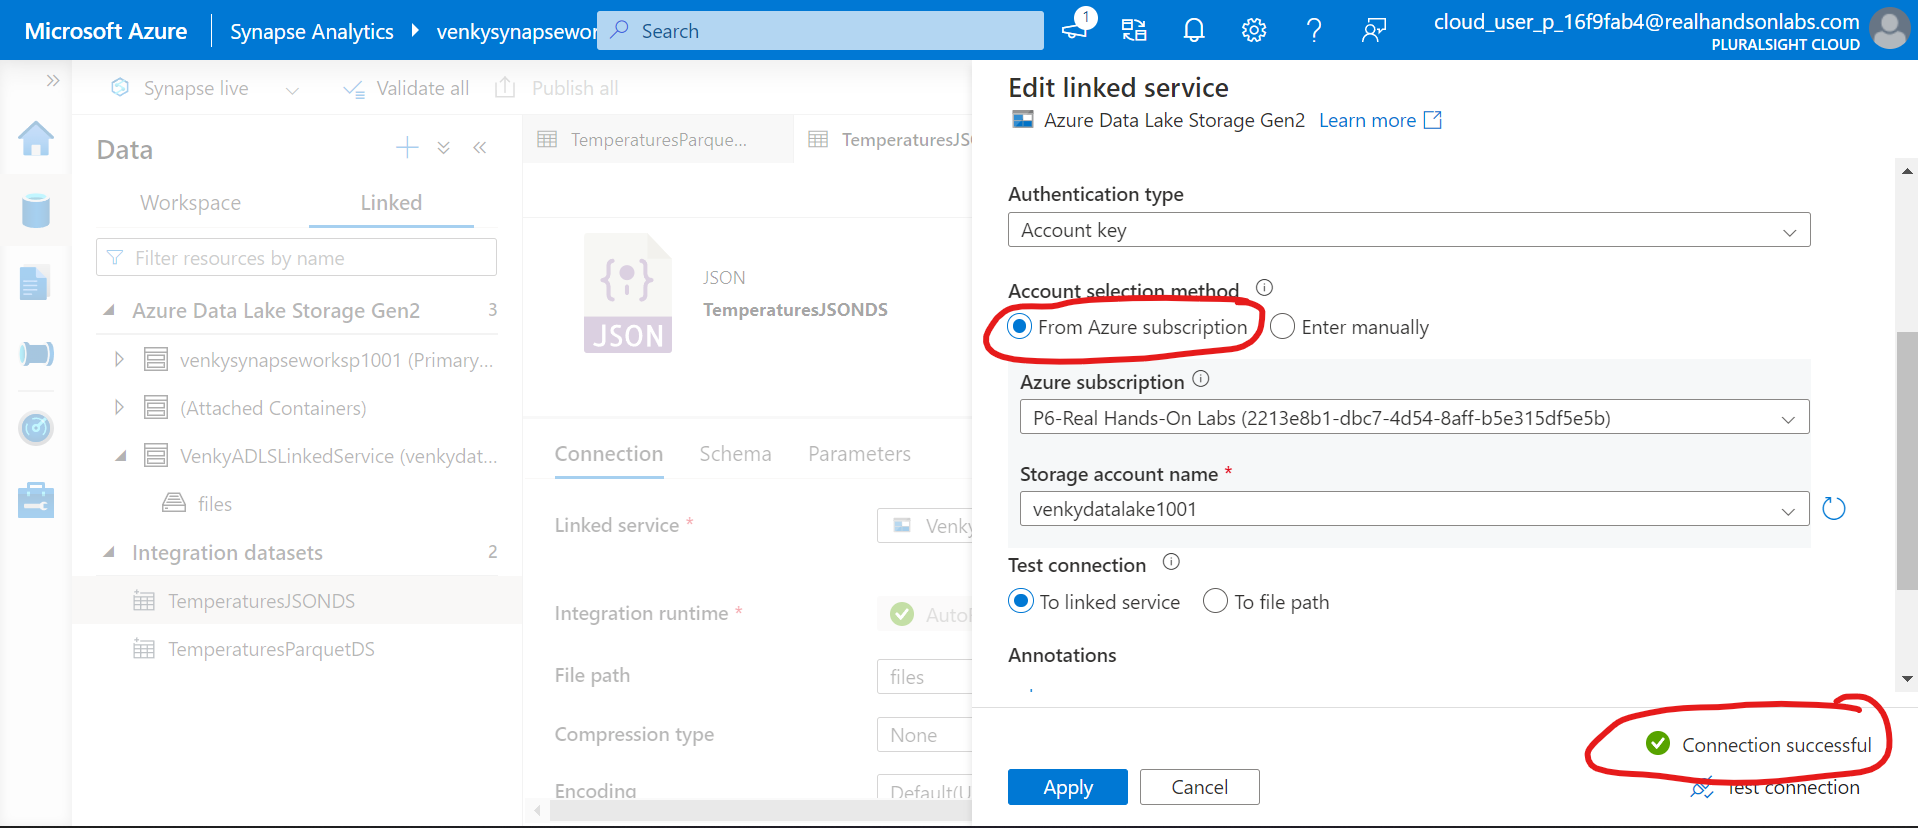 Microsoft Azure
Synapse Analytics
venkysynapsewor
Search
1
cloud_user_p_16f9fab4@realhandsonlabs.com
PLURALSIGHT CLOUD
Synapse live
Validate all
Publish all
Data
Workspace
Linked
Filter resources by name
Azure Data Lake Storage Gen2 3
venkysynapseworksp1001 (Primary...
(Attached Containers)
VenkyADLSLinkedService (venkydat...
files
Integration datasets 2
TemperaturesJSONDS
TemperaturesParquetDS
TemperaturesParque...
TemperaturesJS
JSON
JSON
TemperaturesJSONDS
Connection
Schema
Parameters
Linked service *
Venky
Integration runtime *
Auto
File path
files
Compression type
None
Encoding
Default(U
Edit linked service
Azure Data Lake Storage Gen2 Learn more
Authentication type
Account key
Account selection method
From Azure subscription
Enter manually
Azure subscription
P6-Real Hands-On Labs (2213e8b1-dbc7-4d54-8aff-b5e315df5e5b)
Storage account name *
venkydatalake1001
Test connection
To linked service
To file path
Annotations
Connection successful
Apply
Cancel
Test connection